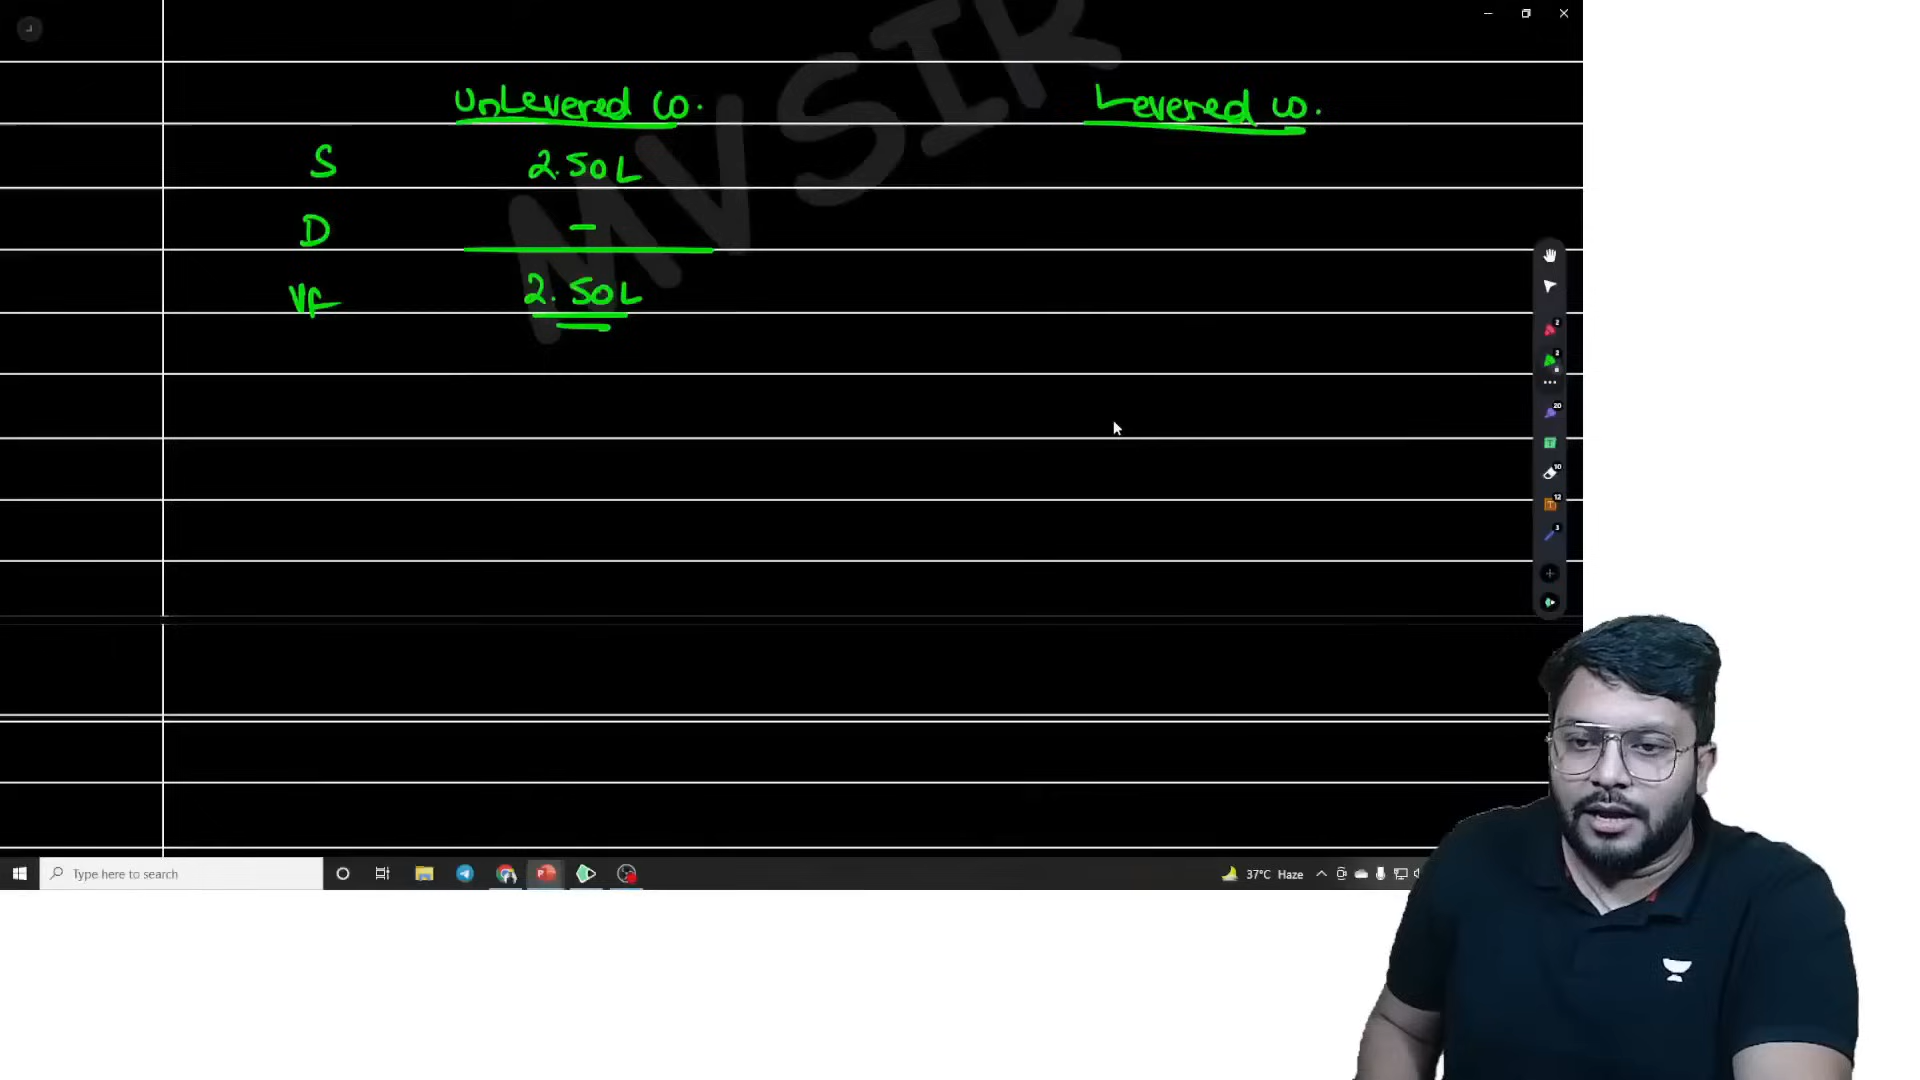 MVSIR
UnLevered Co. Levered Co.
S 2.50L
D -
VF 2.50L
Type here to search
37°C Haze